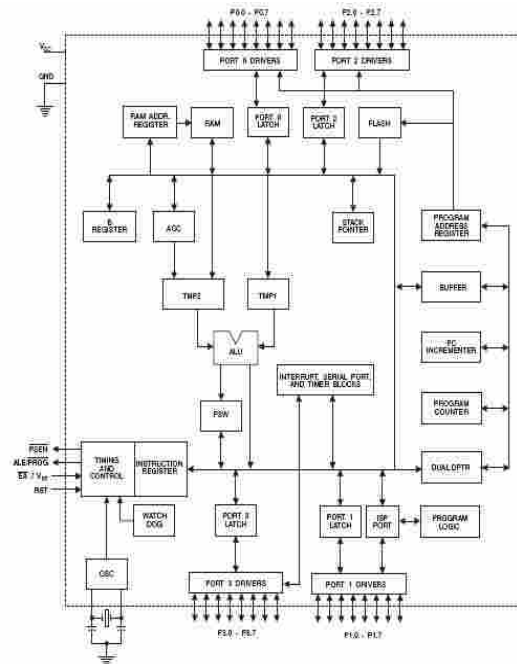 P0.0 - P0.7
P2.0 - P2.7
VCC
GND
PORT 0 DRIVERS
PORT 2 DRIVERS
RAM ADDR.
REGISTER
RAM
PORT 0
LATCH
PORT 2
LATCH
FLASH
B
REGISTER
ACC
STACK
POINTER
PROGRAM
ADDRESS
REGISTER
TMP2
TMP1
BUFFER
ALU
PC
INCREMENTER
INTERRUPT, SERIAL PORT,
AND TIMER BLOCKS
PSW
PROGRAM
COUNTER
PSEN
ALE/PROG
EA / VPP
RST
TIMING
AND
CONTROL
INSTRUCTION
REGISTER
DUAL DPTR
WATCH
DOG
PORT 3
LATCH
PORT 1
LATCH
ISP
PORT
PROGRAM
LOGIC
OSC
PORT 3 DRIVERS
PORT 1 DRIVERS
P3.0 - P3.7
P1.0 - P1.7